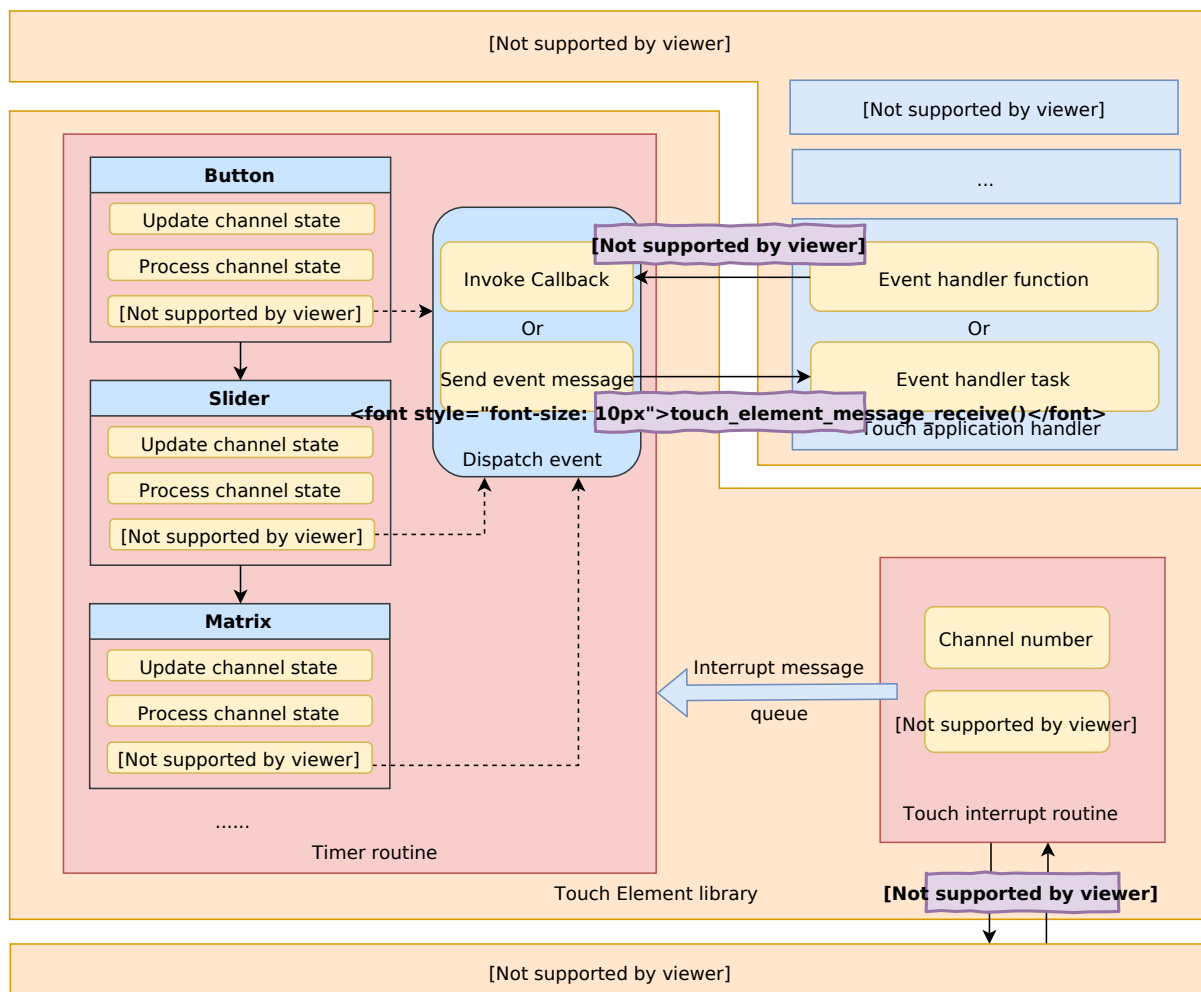 [Not supported by viewer]
[Not supported by viewer]
...
Button
Update channel state
Process channel state
[Not supported by viewer]
Slider
Update channel state
Process channel state
[Not supported by viewer]
Matrix
Update channel state
Process channel state
[Not supported by viewer]
......
Timer routine
Invoke Callback
Or
Send event message
Dispatch event
[Not supported by viewer]
<font style="font-size: 10px">touch_element_message_receive()</font>
Event handler function
Or
Event handler task
Touch application handler
Interrupt message
queue
Channel number
[Not supported by viewer]
Touch interrupt routine
Touch Element library
[Not supported by viewer]
[Not supported by viewer]